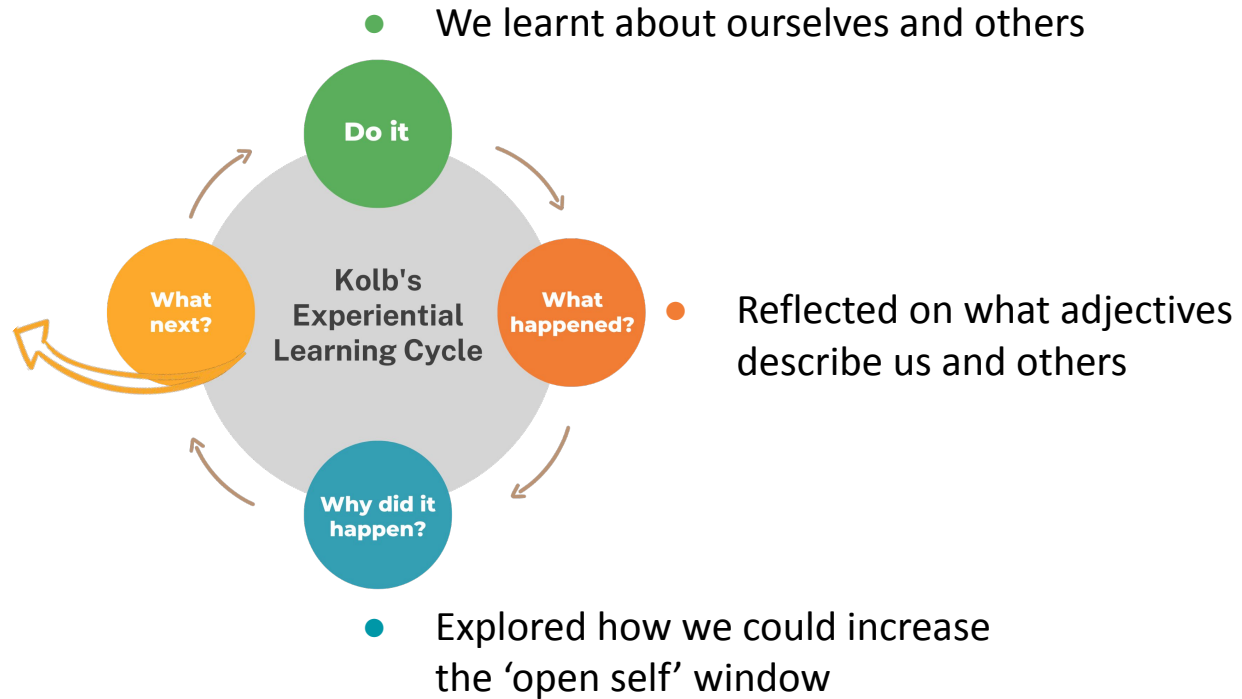 ● We learnt about ourselves and others
Do it
What
next?
Kolb's
Experiential
Learning Cycle
What
happened?
● Reflected on what adjectives
describe us and others
Why did it
happen?
● Explored how we could increase
the ‘open self’ window